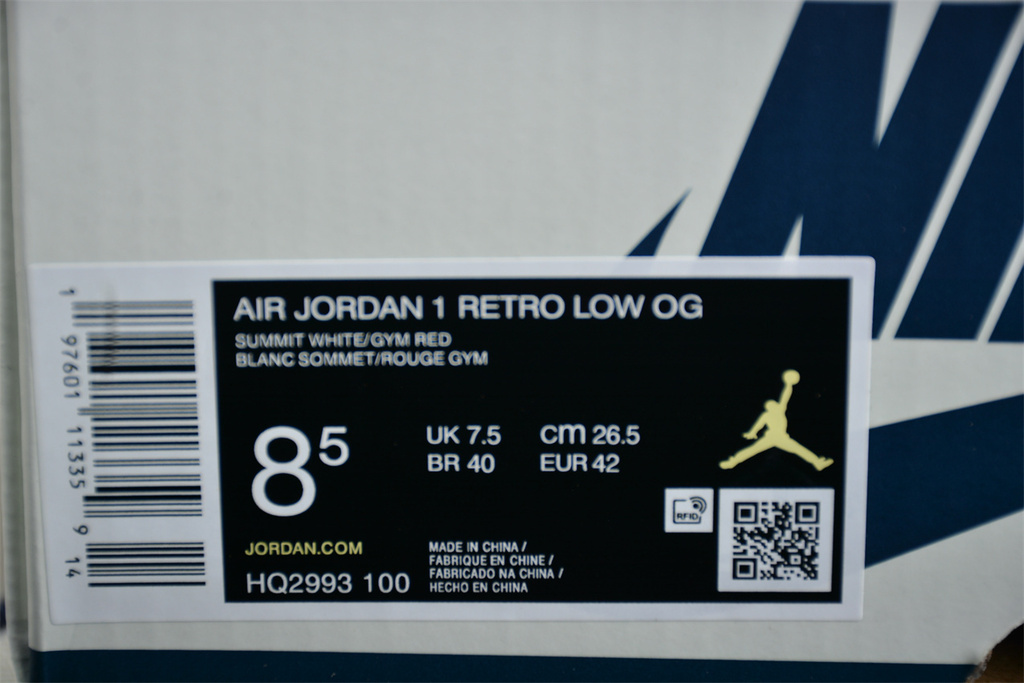 AIR JORDAN 1 RETRO LOW OG
SUMMIT WHITE/GYM RED
BLANC SOMMET/ROUGE GYM
8 5
UK 7.5
BR 40
cm 26.5
EUR 42
RFID
JORDAN.COM
HQ2993 100
MADE IN CHINA /
FABRIQUE EN CHINE /
FABRICADO NA CHINA /
HECHO EN CHINA
1 97601 11335 9 14